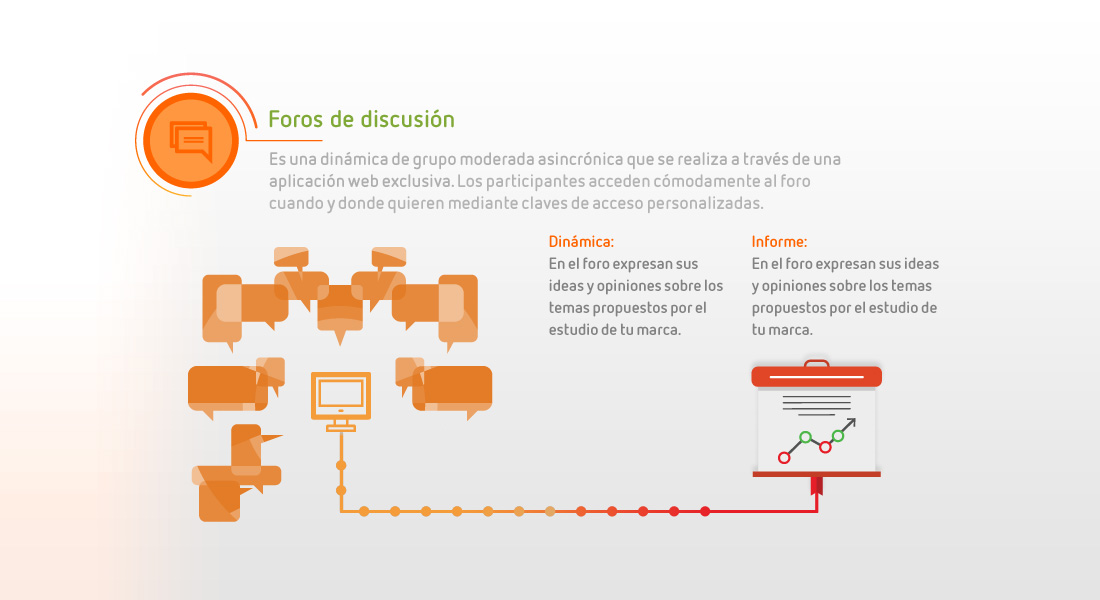 Foros de discusión
Es una dinámica de grupo moderada asincrónica que se realiza a través de una
aplicación web exclusiva. Los participantes acceden cómodamente al foro
cuando y donde quieren mediante claves de acceso personalizadas.
Dinámica:
En el foro expresan sus
ideas y opiniones sobre los
temas propuestos por el
estudio de tu marca.
Informe:
En el foro expresan sus ideas
y opiniones sobre los temas
propuestos por el estudio de
tu marca.